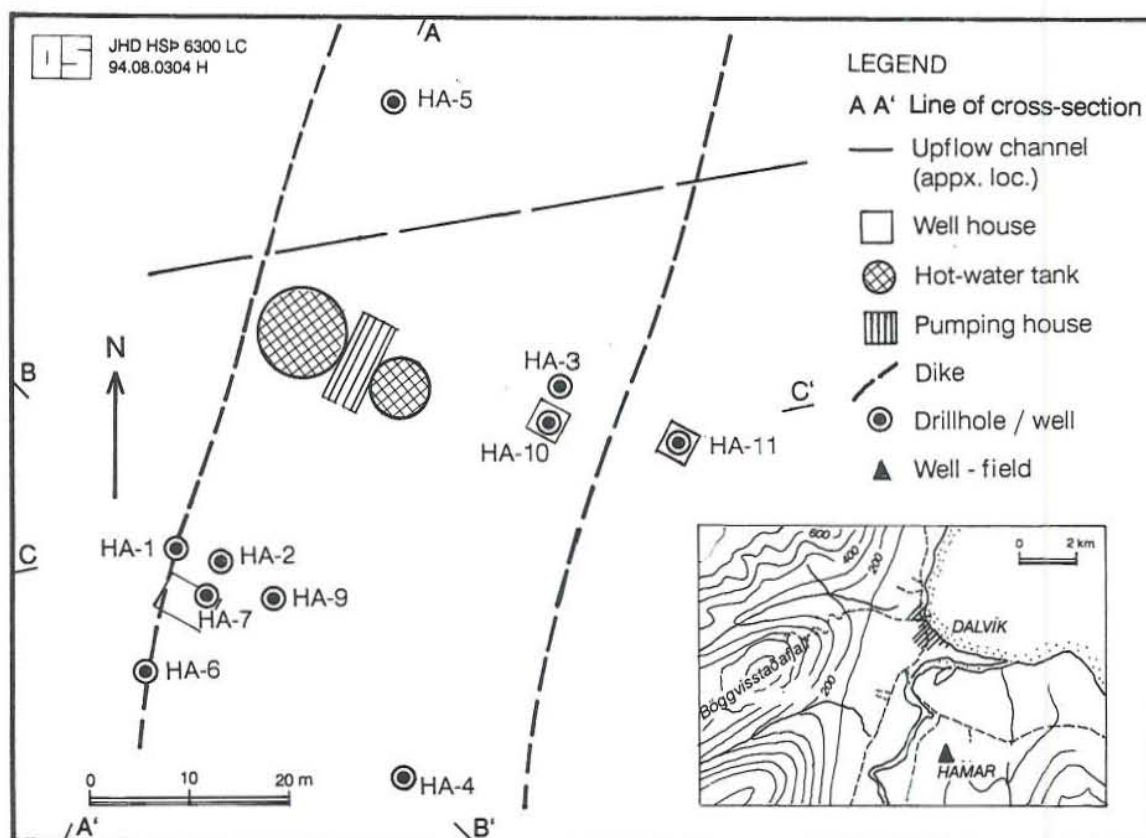 OS
JHD HSÞ 6300 LC
94.08.0304 H
A
HA-5
LEGEND
A A' Line of cross-section
Upflow channel
(appx. loc.)
Well house
Hot-water tank
Pumping house
Dike
Drillhole / well
Well - field
N
B
HA-3
C'
HA-10
HA-11
C
HA-1
HA-2
HA-7
HA-9
HA-6
HA-4
0 10 20 m
A'
B'
600
400
200
0 2 km
DALVÍK
Böggvisstaðafjall
200
HAMAR